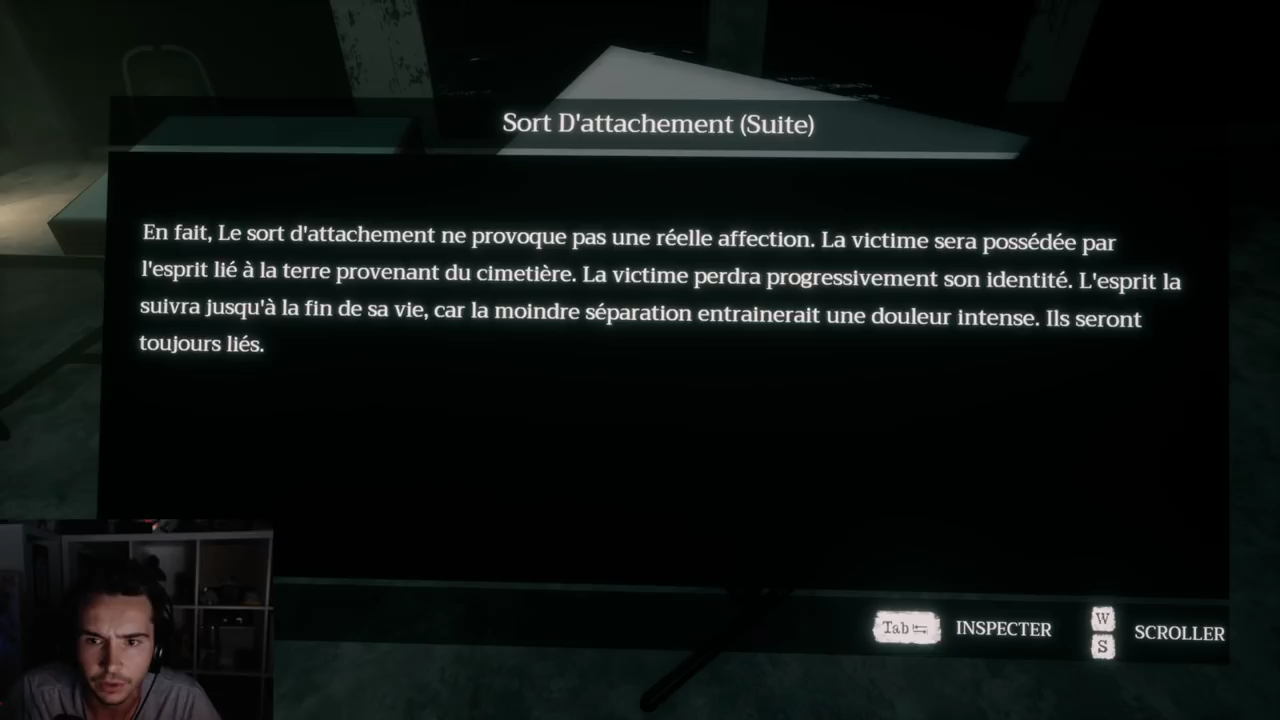 Sort D'attachement (Suite)
En fait, Le sort d'attachement ne provoque pas une réelle affection. La victime sera possédée par
l'esprit lié à la terre provenant du cimetière. La victime perdra progressivement son identité. L'esprit la
suivra jusqu'à la fin de sa vie, car la moindre séparation entrainerait une douleur intense. Ils seront
toujours liés.
Tab INSPECTER W SCROLLER
S